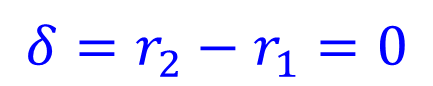 δ = r₂ − r₁ = 0